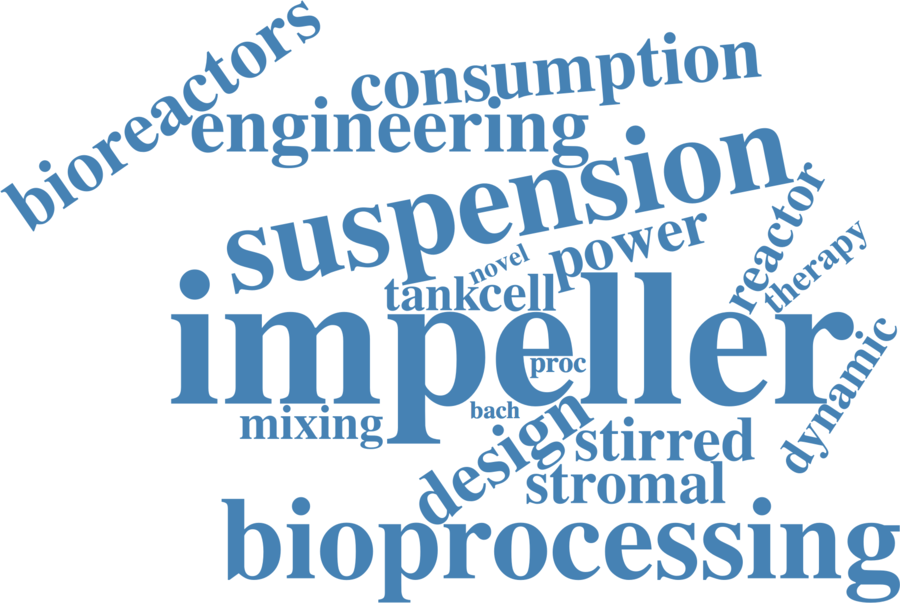 bioreactors
consumption
engineering
suspension
reactor
power
therapy
novel
tank
cell
impeller
dynamic
proc
bach
mixing
design
stirred
stromal
bioprocessing